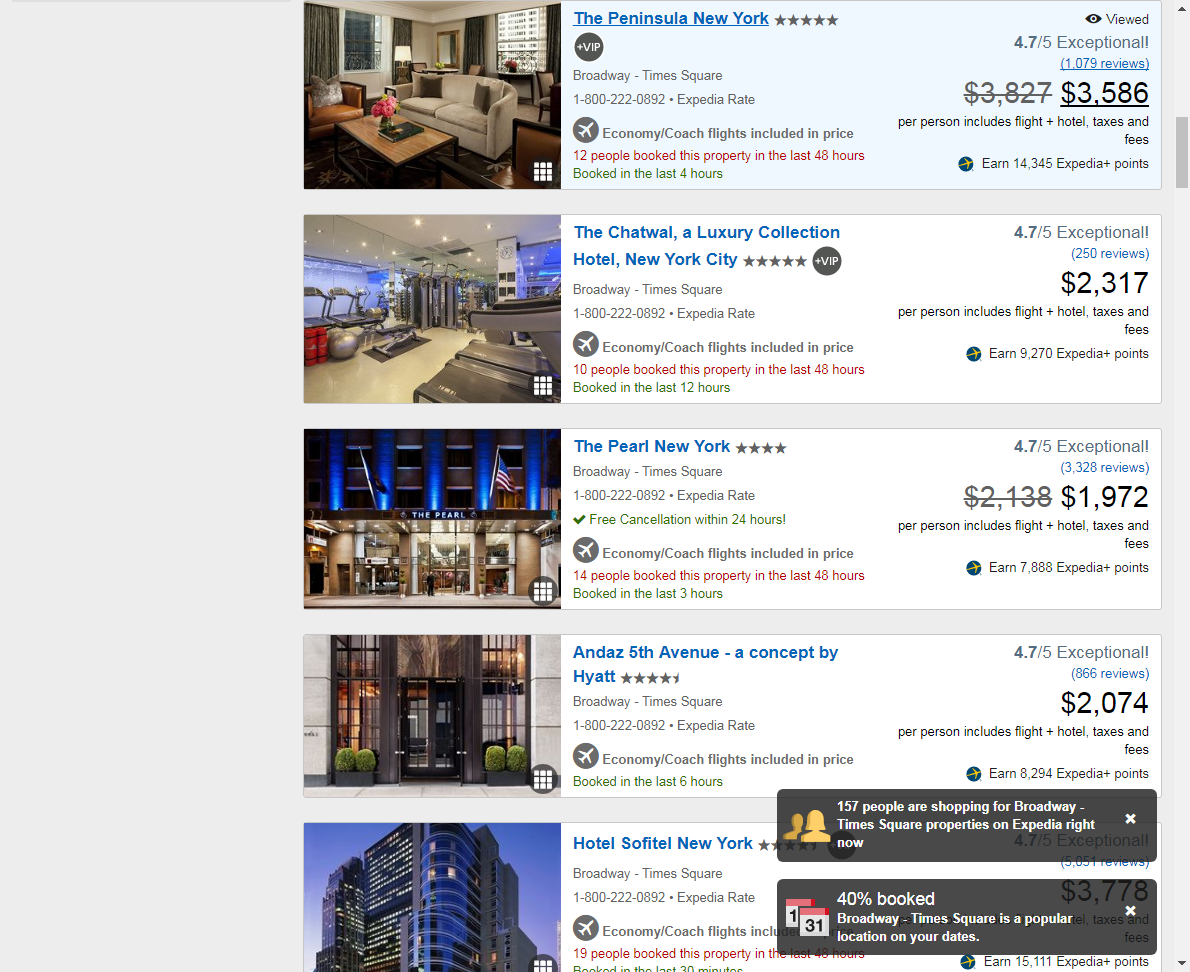 The Peninsula New York
Viewed
+VIP
4.7/5 Exceptional!
(1,079 reviews)
Broadway - Times Square
1-800-222-0892 • Expedia Rate
$3,827 $3,586
per person includes flight + hotel, taxes and
fees
Economy/Coach flights included in price
12 people booked this property in the last 48 hours
Booked in the last 4 hours
Earn 14,345 Expedia+ points
The Chatwal, a Luxury Collection
Hotel, New York City
+VIP
4.7/5 Exceptional!
(250 reviews)
Broadway - Times Square
1-800-222-0892 • Expedia Rate
$2,317
per person includes flight + hotel, taxes and
fees
Economy/Coach flights included in price
10 people booked this property in the last 48 hours
Booked in the last 12 hours
Earn 9,270 Expedia+ points
THE PEARL
The Pearl New York
4.7/5 Exceptional!
(3,328 reviews)
Broadway - Times Square
1-800-222-0892 • Expedia Rate
$2,138 $1,972
Free Cancellation within 24 hours!
per person includes flight + hotel, taxes and
fees
Economy/Coach flights included in price
14 people booked this property in the last 48 hours
Booked in the last 3 hours
Earn 7,888 Expedia+ points
Andaz 5th Avenue - a concept by
Hyatt
4.7/5 Exceptional!
(866 reviews)
Broadway - Times Square
1-800-222-0892 • Expedia Rate
$2,074
per person includes flight + hotel, taxes and
fees
Economy/Coach flights included in price
Booked in the last 6 hours
Earn 8,294 Expedia+ points
157 people are shopping for Broadway -
Times Square properties on Expedia right
now
Hotel Sofitel New York
4.7/5 Exceptional!
(5,051 reviews)
Broadway - Times Square
1-800-222-0892 • Expedia Rate
$3,778
40% booked
Broadway - Times Square is a popular
location on your dates.
1
31
fees
Economy/Coach flights included
19 people booked this property in the last 48 hours
Booked in the last 30 minutes
Earn 15,111 Expedia+ points